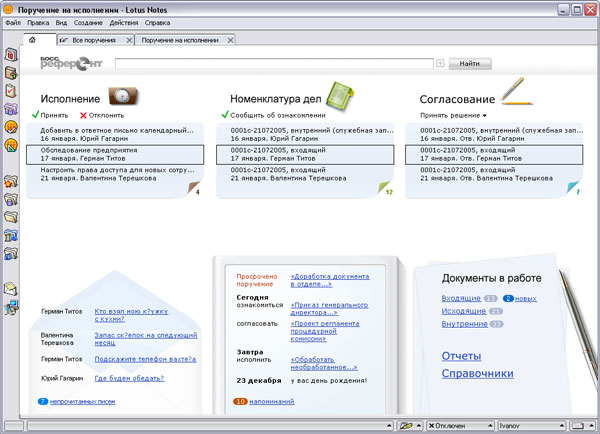 Поручение на исполнении - Lotus Notes
Файл Правка Вид Создание Действия Справка
Все поручения
Поручение на исполнении
БОСС
референт
Найти
Исполнение
Принять Отклонить
Добавить в ответное письмо календарный...
16 января. Юрий Гагарин
Обследование предприятия
17 января. Герман Титов
Настроить права доступа для новых сотру...
21 января. Валентина Терешкова
4
Номенклатура дел
Сообщить об ознакомлении
0001с-21072005, внутренний (служебная зап...
16 января. Юрий Гагарин
0001с-21072005, входящий
17 января. Герман Титов
0001с-21072005, входящий
21 января. Валентина Терешкова
12
Согласование
Принять решение
0001с-21072005, внутренний (служебная за...
16 января. Отв. Юрий Гагарин
0001с-21072005, входящий
17 января. Отв. Герман Титов
0001с-21072005, входящий
21 января. Отв. Валентина Терешкова
7
Герман Титов Кто взял мою к?ужку
с кухни?
Валентина Запас ск?епок на следующий
Терешкова месяц
Герман Титов Подскажите телефон вахте?а
Юрий Гагарин Где будем обедать?
7 непрочитанных писем
Просрочено «Доработка документа
поручение в отделе...»
Сегодня
ознакомиться «Приказ генерального
директора...»
согласовать «Проект регламента
процедурной
комиссии»
Завтра
исполнить «Обработать
необработанное...»
23 декабря у вас день рождения!
10 напоминаний
Документы в работе
Входящие 13 2 новых
Исходящие 21
Внутренние 33
Отчеты
Справочники
Отключен
Ivanov